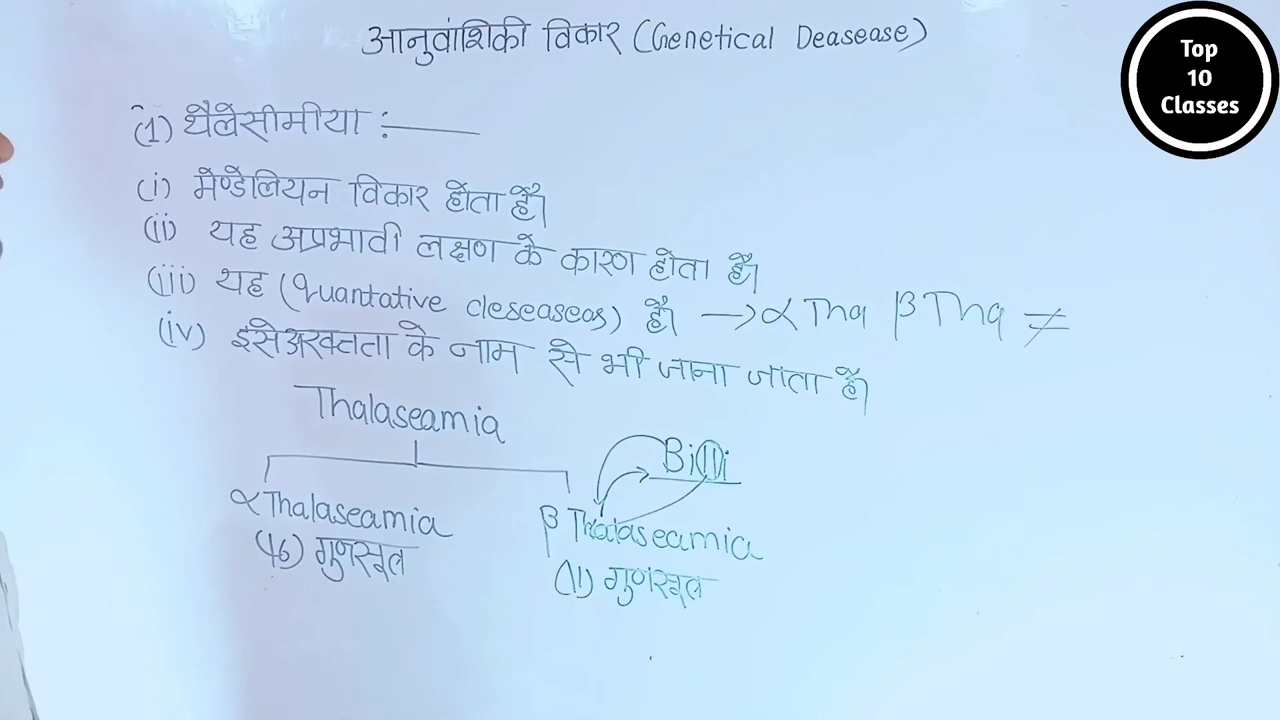 आनुवांशिकी विकार (Genetical Deasease)
Top
10
Classes
(1) थैलेसीमीया :—
(i) मेण्डेलियन विकार होता है।
(ii) यह अप्रभावी लक्षण के कारण होता है।
(iii) यह (Quantative deseaseas) है। → α Tha β Tha ≠
(iv) इसे अरक्तता के नाम से भी जाना जाता है।
Thalaseamia
Billi
α Thalaseamia
β Thalaseamia
(16) गुणसूत्र
(11) गुणसूत्र